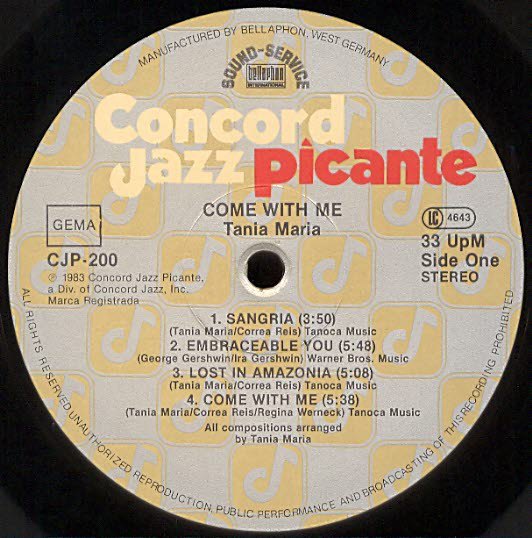 MANUFACTURED BY BELLAPHON, WEST GERMANY
SOUND-SERVICE
bellaphon
INTERNATIONAL
Concord
Jazz picante
COME WITH ME
Tania Maria
GEMA
LC 4643
CJP-200
33 UpM
Side One
STEREO
℗ 1983 Concord Jazz Picante,
a Div. of Concord Jazz, Inc.
Marca Registrada
1. SANGRIA (3:50)
(Tania Maria/Correa Reis) Tanoca Music
2. EMBRACEABLE YOU (5:48)
(George Gershwin/Ira Gershwin) Warner Bros. Music
3. LOST IN AMAZONIA (5:08)
(Tania Maria/Correa Reis) Tanoca Music
4. COME WITH ME (5:38)
(Tania Maria/Correa Reis/Regina Werneck) Tanoca Music
All compositions arranged
by Tania Maria
ALL RIGHTS RESERVED. UNAUTHORIZED REPRODUCTION, PUBLIC PERFORMANCE AND BROADCASTING OF THIS RECORDING PROHIBITED